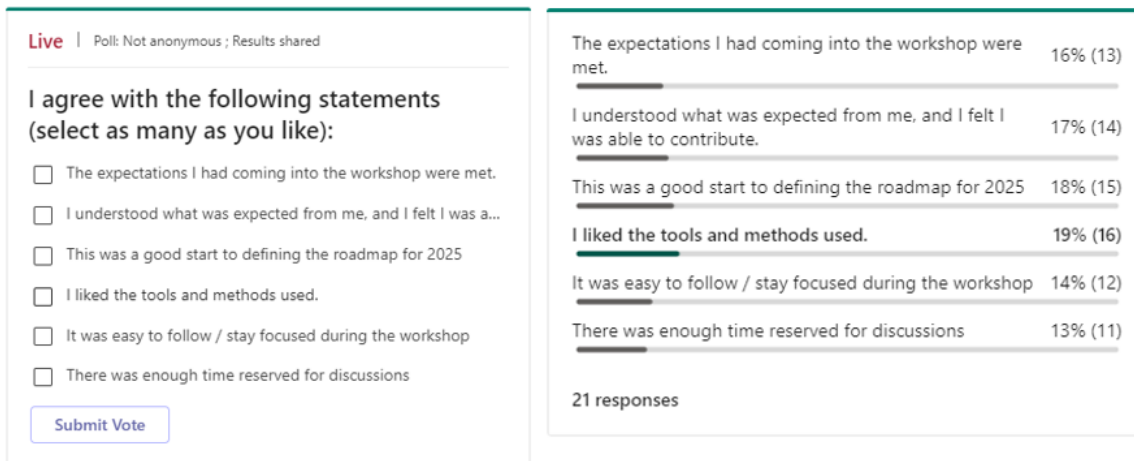 Live | Poll: Not anonymous ; Results shared
I agree with the following statements
(select as many as you like):
The expectations I had coming into the workshop were met.
I understood what was expected from me, and I felt I was a...
This was a good start to defining the roadmap for 2025
I liked the tools and methods used.
It was easy to follow / stay focused during the workshop
There was enough time reserved for discussions
Submit Vote
The expectations I had coming into the workshop were
met.
16% (13)
I understood what was expected from me, and I felt I
was able to contribute.
17% (14)
This was a good start to defining the roadmap for 2025 18% (15)
I liked the tools and methods used. 19% (16)
It was easy to follow / stay focused during the workshop 14% (12)
There was enough time reserved for discussions 13% (11)
21 responses